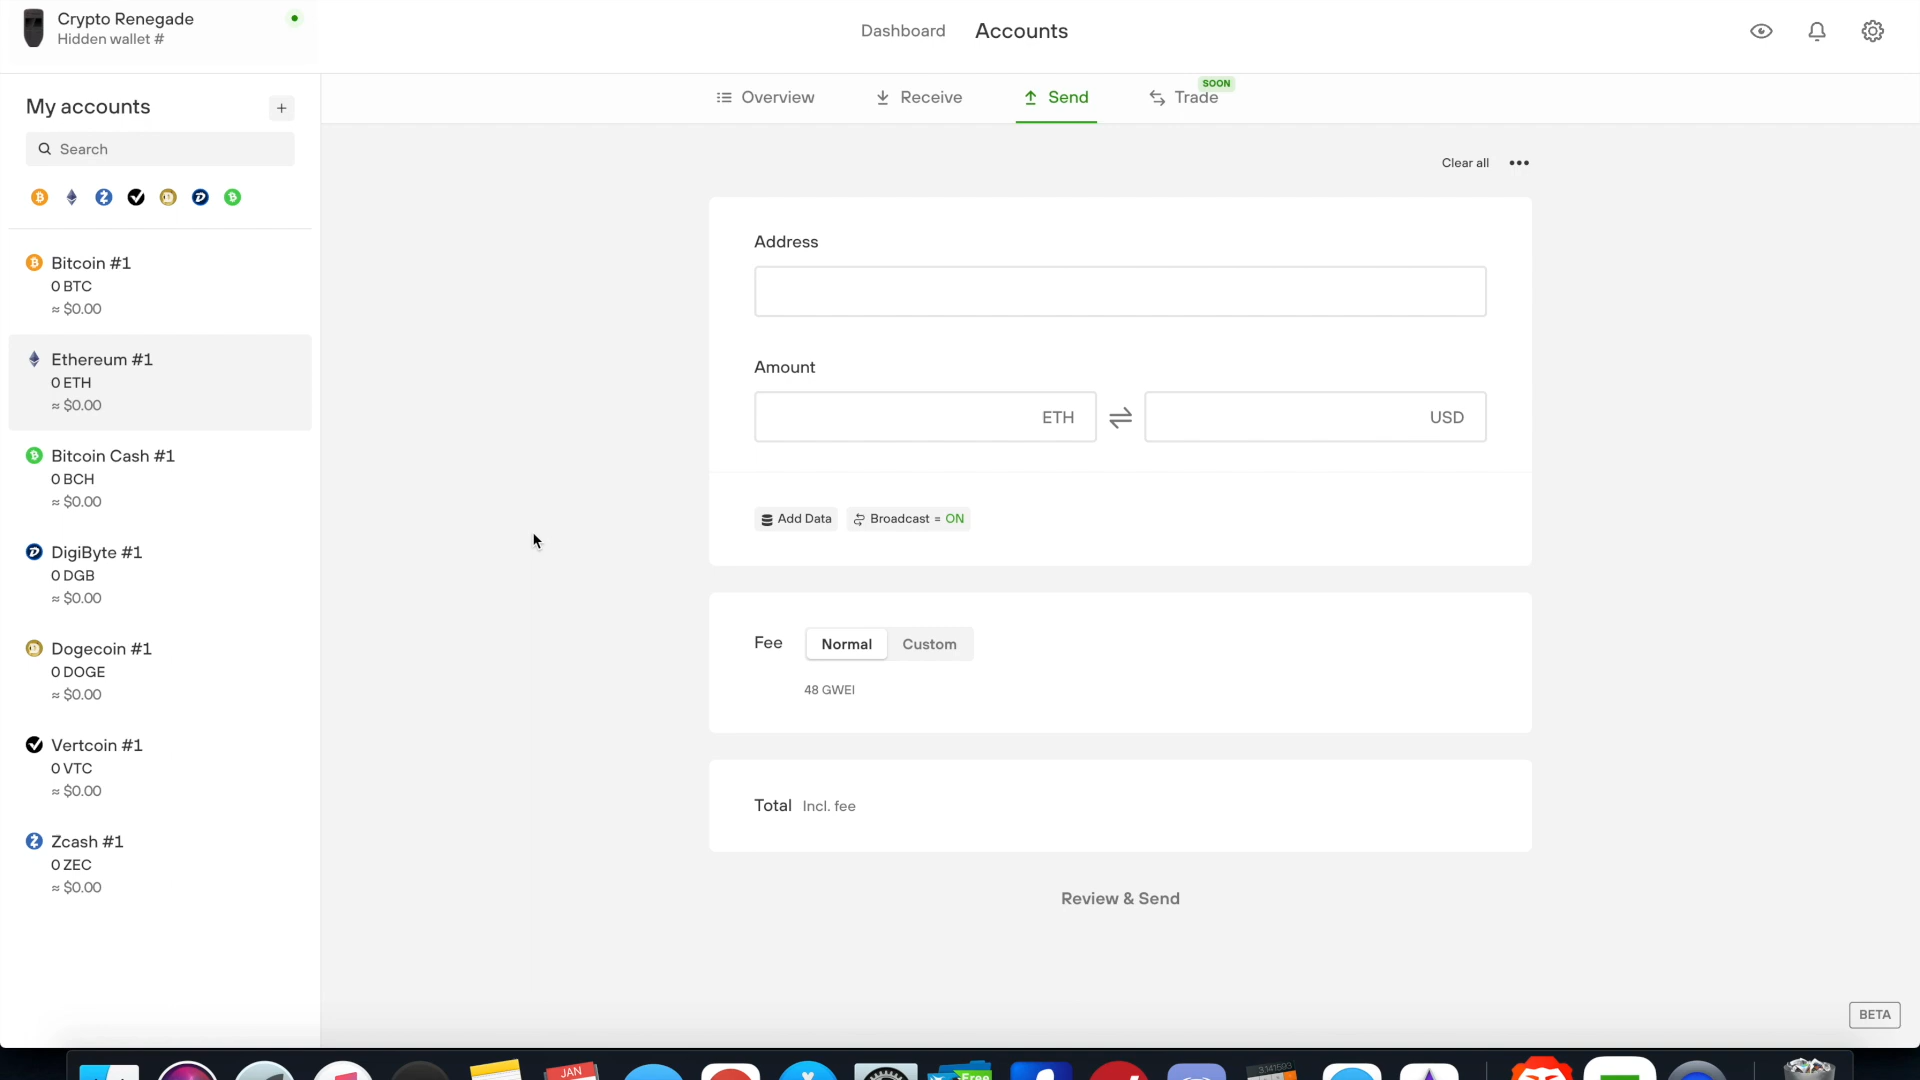 Crypto Renegade
Hidden wallet #
Dashboard
Accounts
My accounts
+
Search
Overview
Receive
Send
Trade
SOON
Clear all
Bitcoin #1
0 BTC
≈ $0.00
Ethereum #1
0 ETH
≈ $0.00
Bitcoin Cash #1
0 BCH
≈ $0.00
DigiByte #1
0 DGB
≈ $0.00
Dogecoin #1
0 DOGE
≈ $0.00
Vertcoin #1
0 VTC
≈ $0.00
Zcash #1
0 ZEC
≈ $0.00
Address
Amount
ETH
USD
Add Data
Broadcast = ON
Fee
Normal
Custom
48 GWEI
Total Incl. fee
Review & Send
BETA
JAN
Free
3.141593